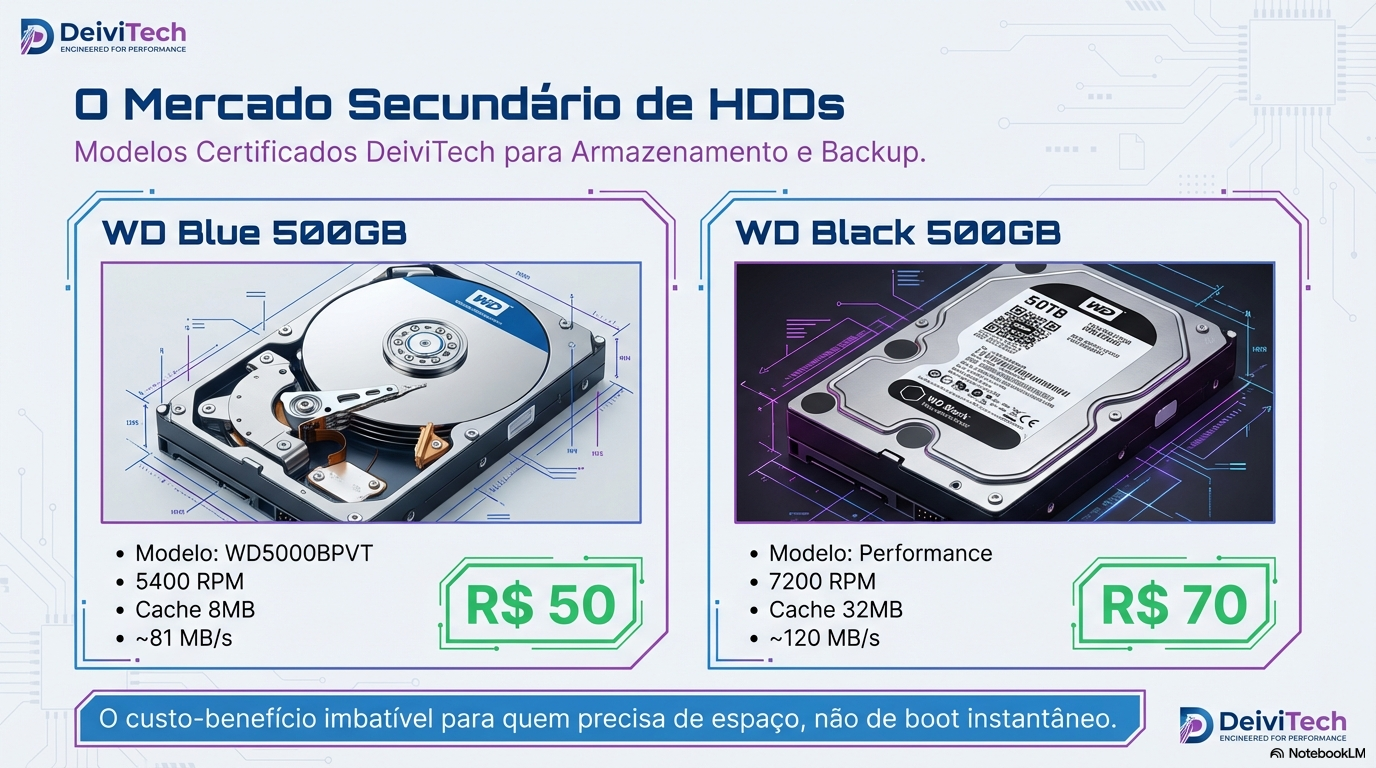 DeiviTech
ENGINEERED FOR PERFORMANCE
O Mercado Secundário de HDDs
Modelos Certificados DeiviTech para Armazenamento e Backup.
WD Blue 500GB
WD
• Modelo: WD5000BPVT
• 5400 RPM
• Cache 8MB
• ~81 MB/s
R$ 50
WD Black 500GB
50TB
WD
• Modelo: Performance
• 7200 RPM
• Cache 32MB
• ~120 MB/s
R$ 70
O custo-benefício imbatível para quem precisa de espaço, não de boot instantâneo.
DeiviTech
ENGINEERED FOR PERFORMANCE
NotebookLM